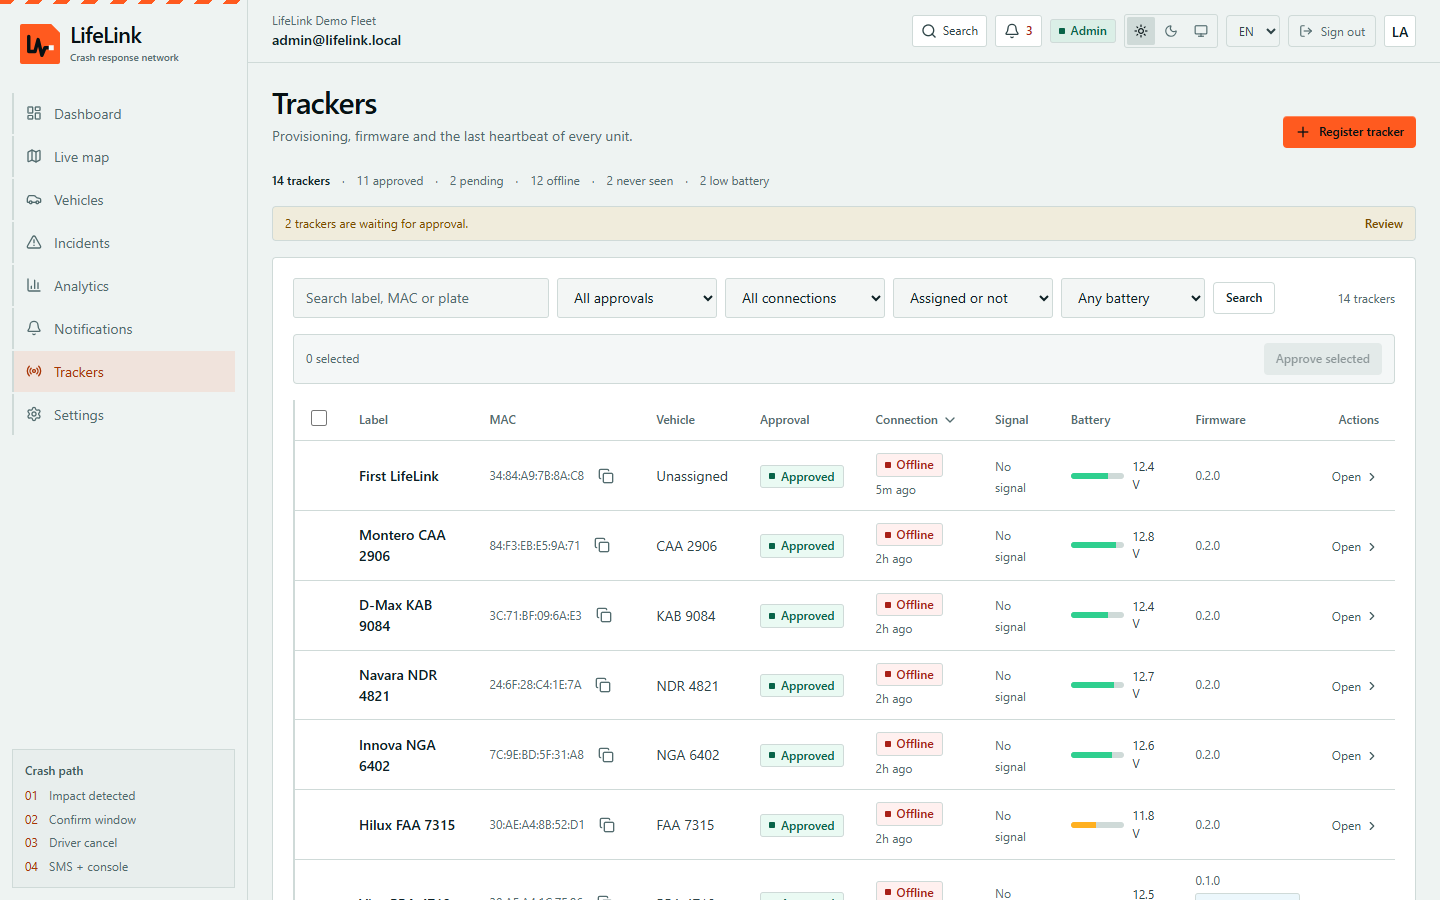 LifeLink
Crash response network
Dashboard
Live map
Vehicles
Incidents
Analytics
Notifications
Trackers
Settings
Crash path
01 Impact detected
02 Confirm window
03 Driver cancel
04 SMS + console
LifeLink Demo Fleet
admin@lifelink.local
Search
3
Admin
EN
Sign out
LA
Trackers
Provisioning, firmware and the last heartbeat of every unit.
Register tracker
14 trackers · 11 approved · 2 pending · 12 offline · 2 never seen · 2 low battery
2 trackers are waiting for approval. Review
Search label, MAC or plate All approvals All connections Assigned or not Any battery Search 14 trackers
0 selected Approve selected
Label MAC Vehicle Approval Connection Signal Battery Firmware Actions
First LifeLink 34:84:A9:7B:8A:C8 Unassigned Approved Offline 5m ago No signal 12.4 V 0.2.0 Open
Montero CAA 2906 84:F3:EB:E5:9A:71 CAA 2906 Approved Offline 2h ago No signal 12.8 V 0.2.0 Open
D-Max KAB 9084 3C:71:BF:09:6A:E3 KAB 9084 Approved Offline 2h ago No signal 12.4 V 0.2.0 Open
Navara NDR 4821 24:6F:28:C4:1E:7A NDR 4821 Approved Offline 2h ago No signal 12.7 V 0.2.0 Open
Innova NGA 6402 7C:9E:BD:5F:31:A8 NGA 6402 Approved Offline 2h ago No signal 12.6 V 0.2.0 Open
Hilux FAA 7315 30:AE:A4:8B:52:D1 FAA 7315 Approved Offline 2h ago No signal 11.8 V 0.2.0 Open
Offline No 12.5 0.1.0